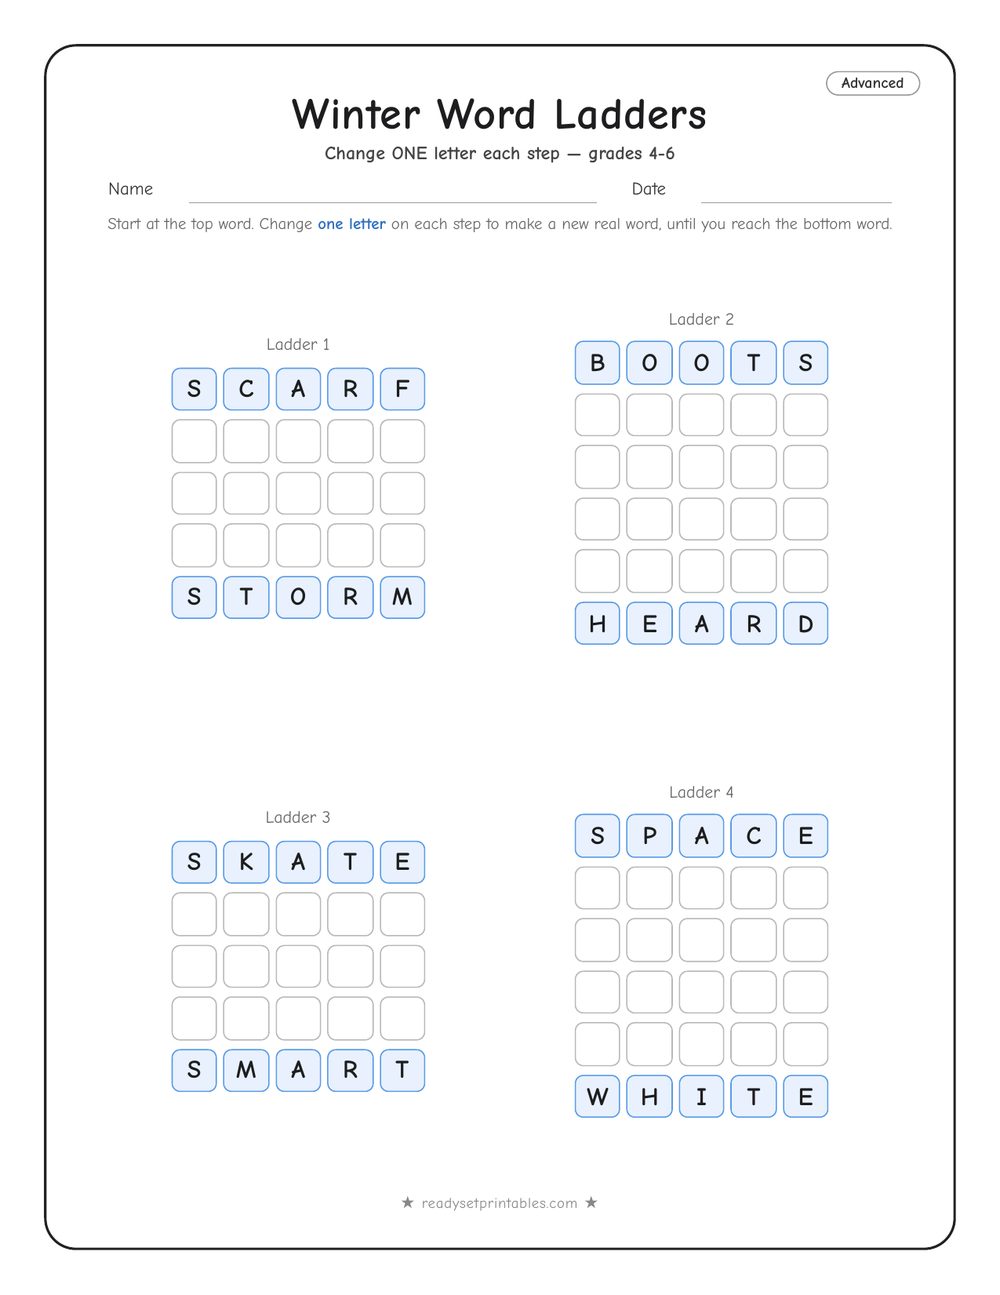 Advanced
Winter Word Ladders
Change ONE letter each step — grades 4-6
Name Date
Start at the top word. Change one letter on each step to make a new real word, until you reach the bottom word.
Ladder 1
S C A R F
S T O R M
Ladder 2
B O O T S
H E A R D
Ladder 3
S K A T E
S M A R T
Ladder 4
S P A C E
W H I T E
★ readysetprintables.com ★